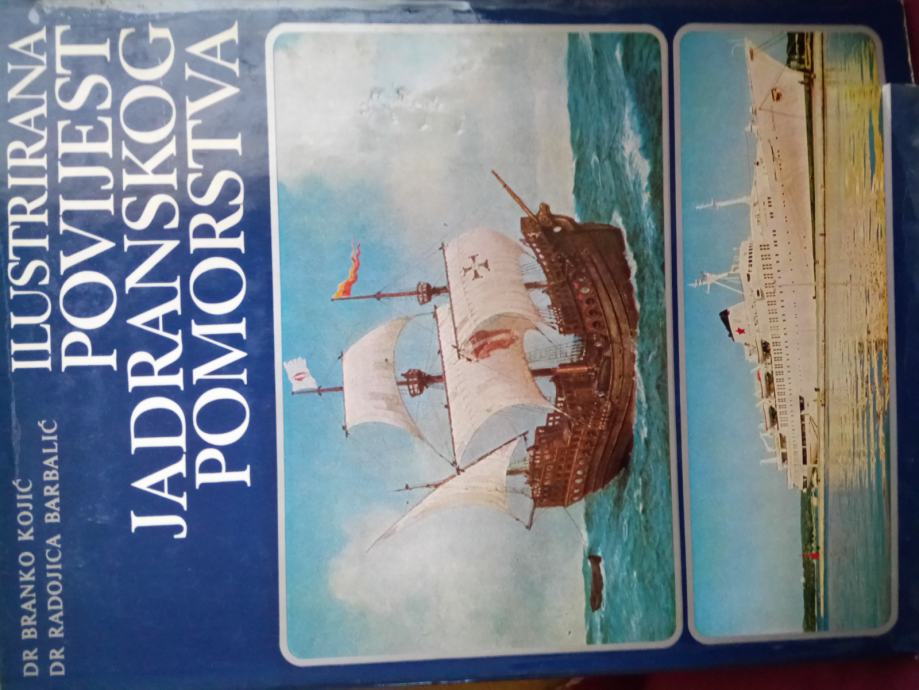 DR BRANKO KOJIĆ
DR RADOJICA BARBALIĆ
ILUSTRIRANA
POVIJEST
JADRANSKOG
POMORSTVA